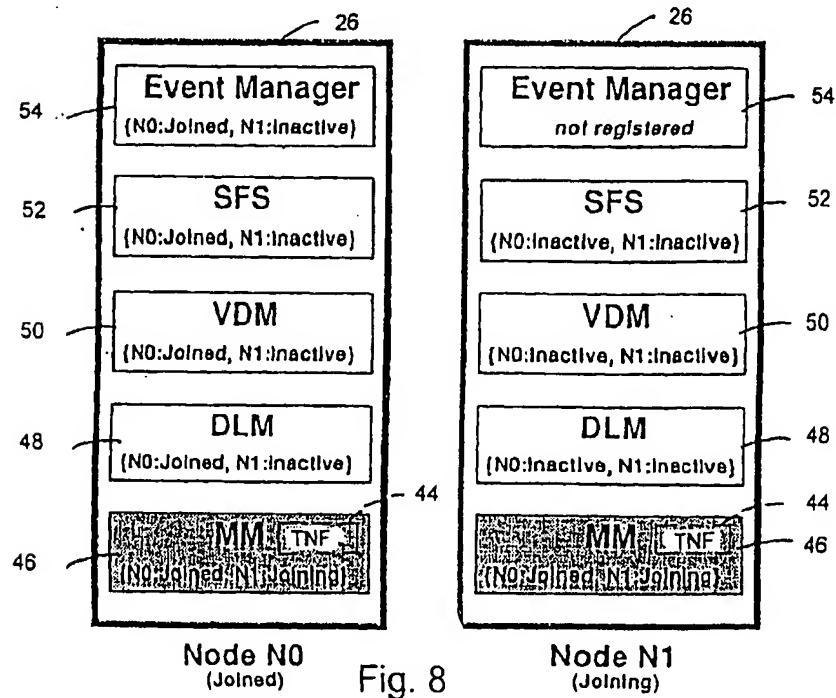 26
Event Manager
(N0:Joined, N1:Inactive)
54
SFS
(N0:Joined, N1:Inactive)
52
VDM
(N0:Joined, N1:Inactive)
50
DLM
(N0:Joined, N1:Inactive)
48
MM
TNF
44
(N0:Joined, N1:Joining)
46
Node N0
(Joined)
26
Event Manager
not registered
54
SFS
(N0:Inactive, N1:Inactive)
52
VDM
(N0:Inactive, N1:Inactive)
50
DLM
(N0:Inactive, N1:Inactive)
48
44
MM
TNF
46
(N0:Joined, N1:Joining)
Node N1
(Joining)
Fig. 8